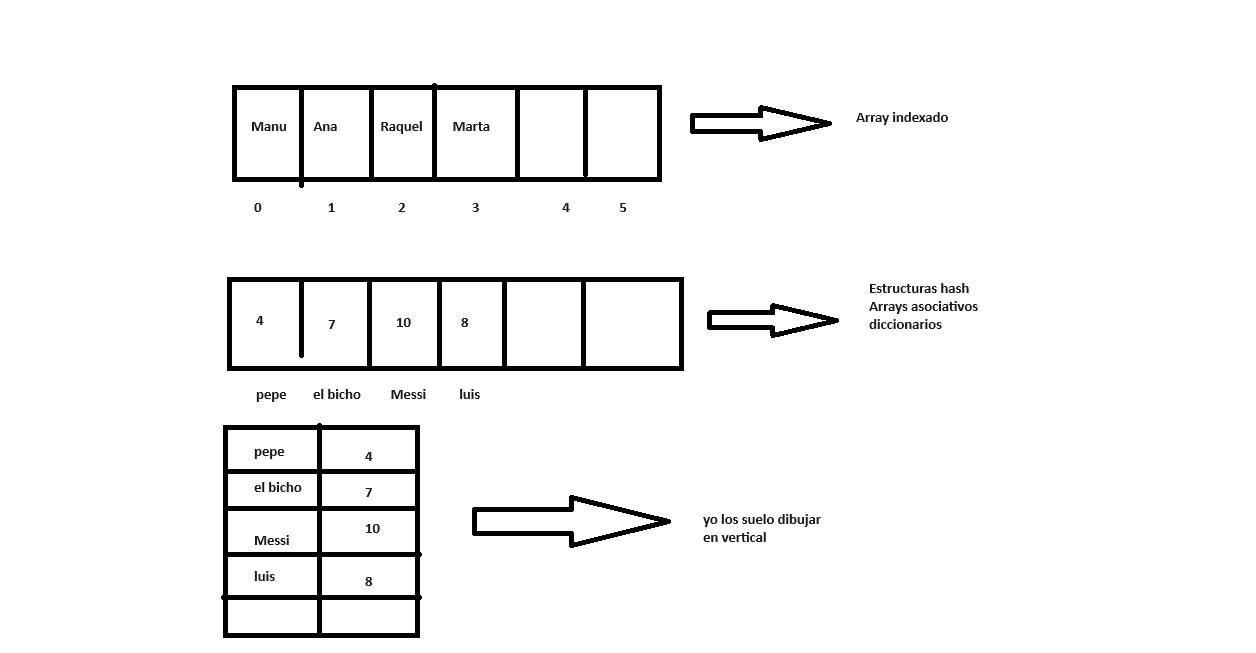 Manu Ana Raquel Marta
Array indexado
0 1 2 3 4 5
Estructuras hash
Arrays asociativos
diccionarios
4 7 10 8
pepe el bicho Messi luis
pepe 4
el bicho 7
Messi 10
luis 8
yo los suelo dibujar
en vertical